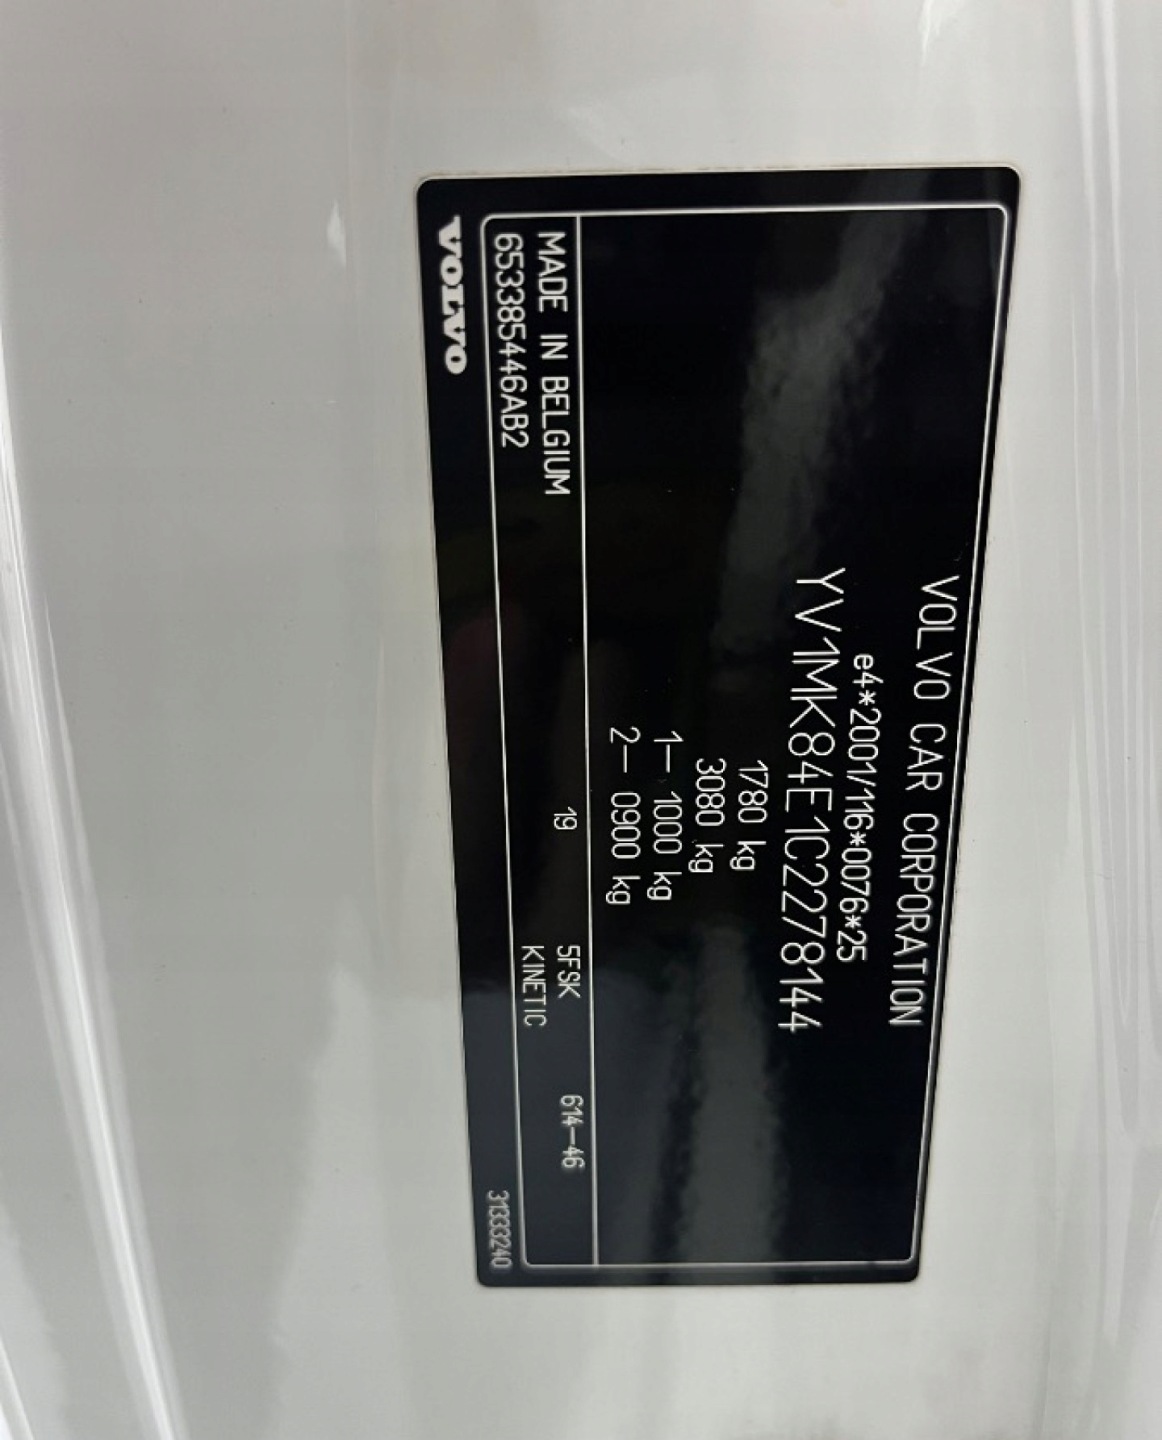 VOLVO CAR CORPORATION
e4*2001/116*0076*25
YV1MK84E1C2278144
1780 kg
3080 kg
1— 1000 kg
2— 0900 kg
MADE IN BELGIUM 19 5FSK 614—46
653385446AB2 KINETIC
VOLVO 31333240